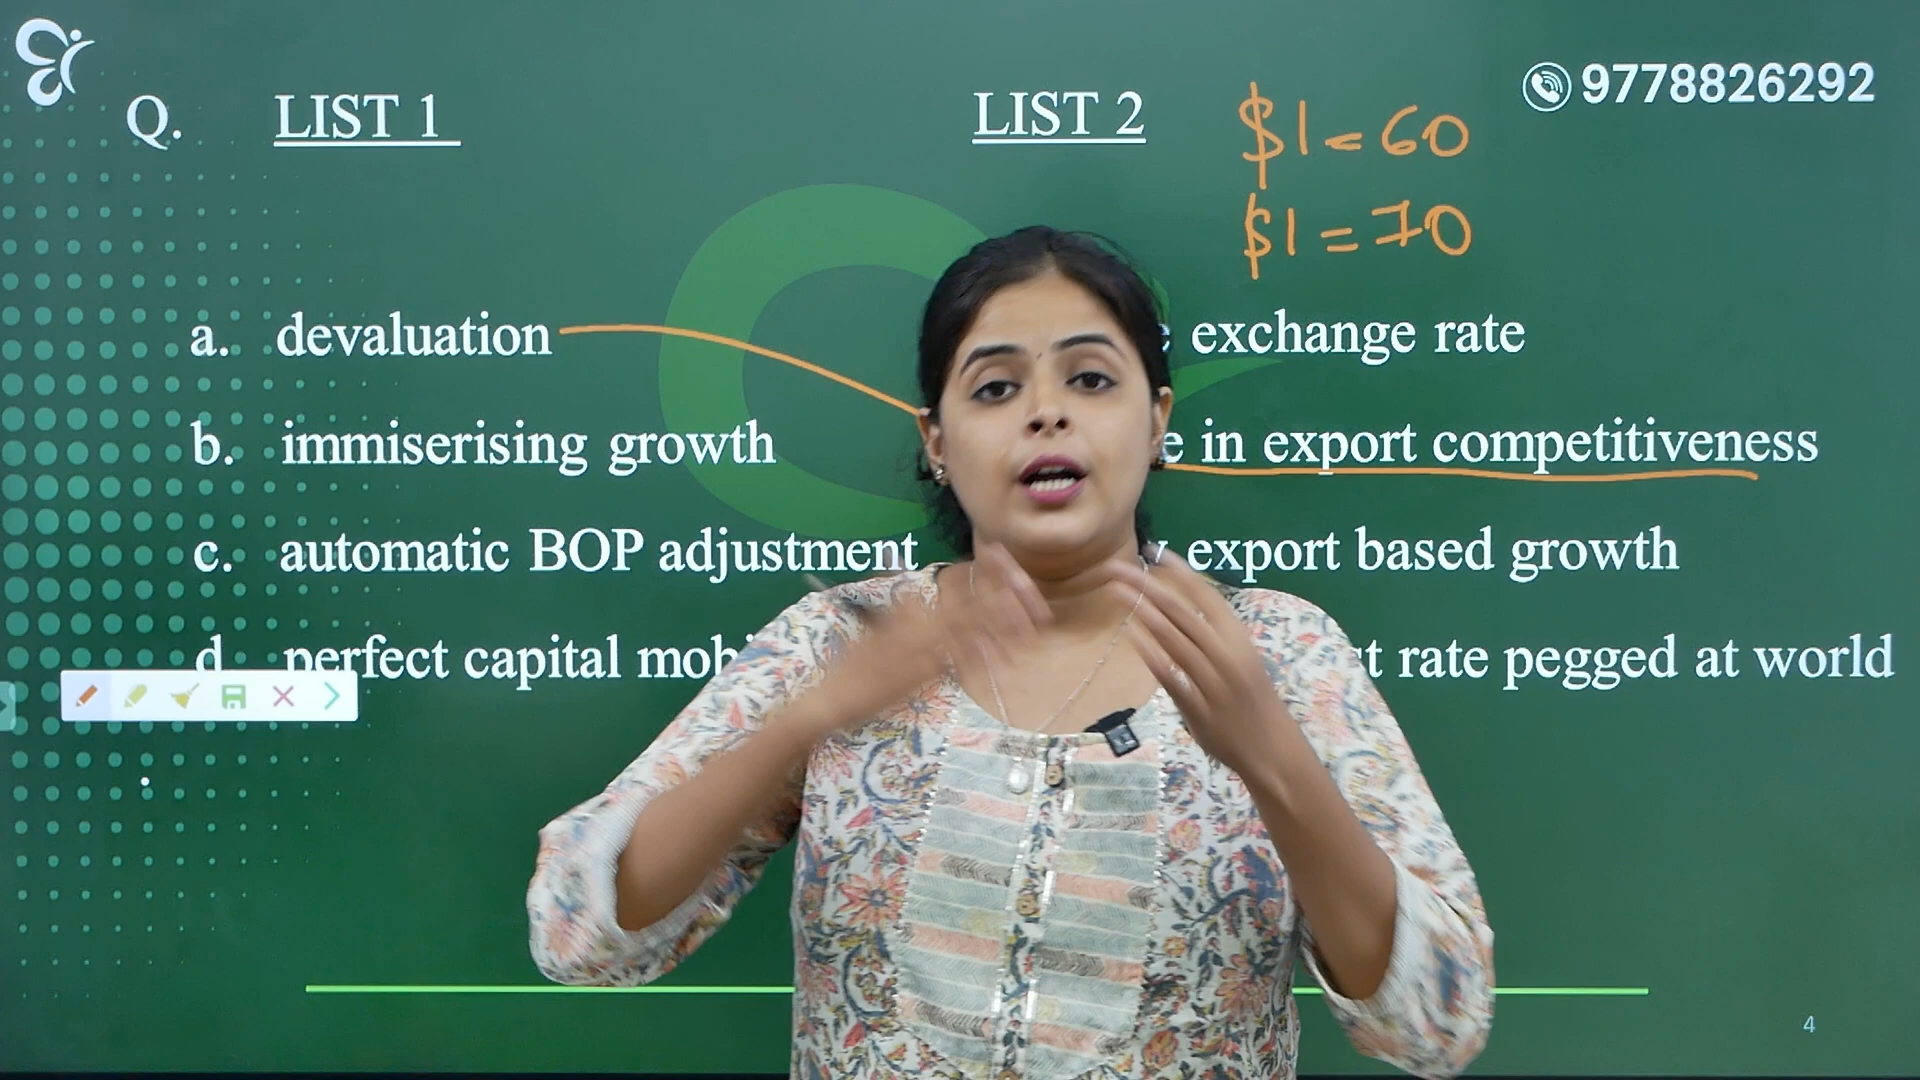 9778826292
Q. LIST 1 LIST 2 $1 = 60
$1 = 70
a. devaluation exchange rate
b. immiserising growth in export competitiveness
c. automatic BOP adjustment export based growth
d. perfect capital rate pegged at world
4